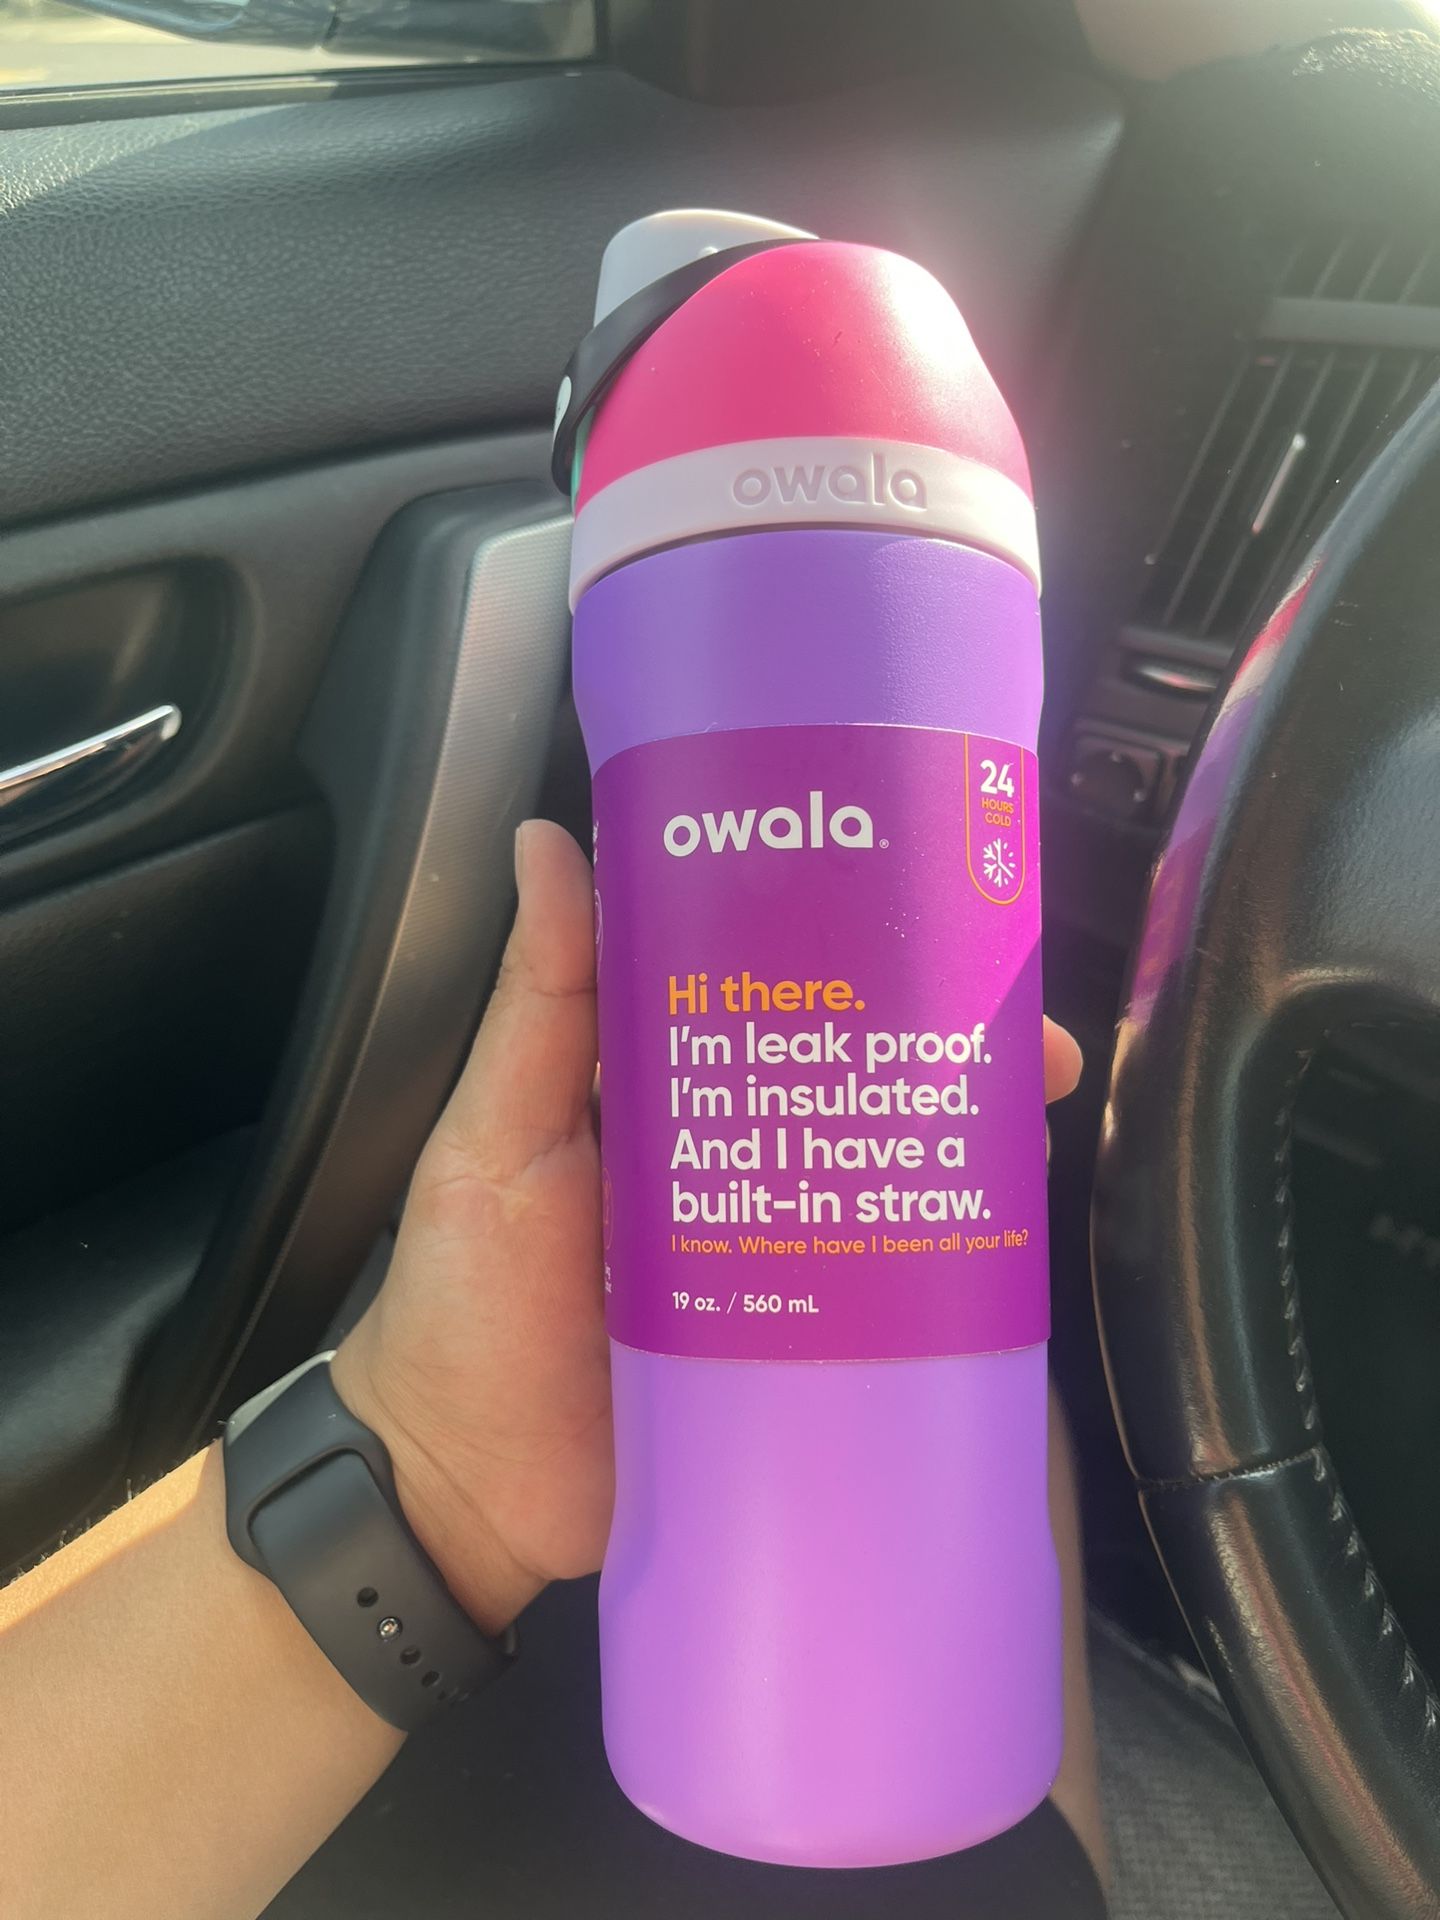 owala
owala®
24
HOURS
COLD
Hi there.
I'm leak proof.
I'm insulated.
And I have a
built-in straw.
I know. Where have I been all your life?
19 oz. / 560 mL